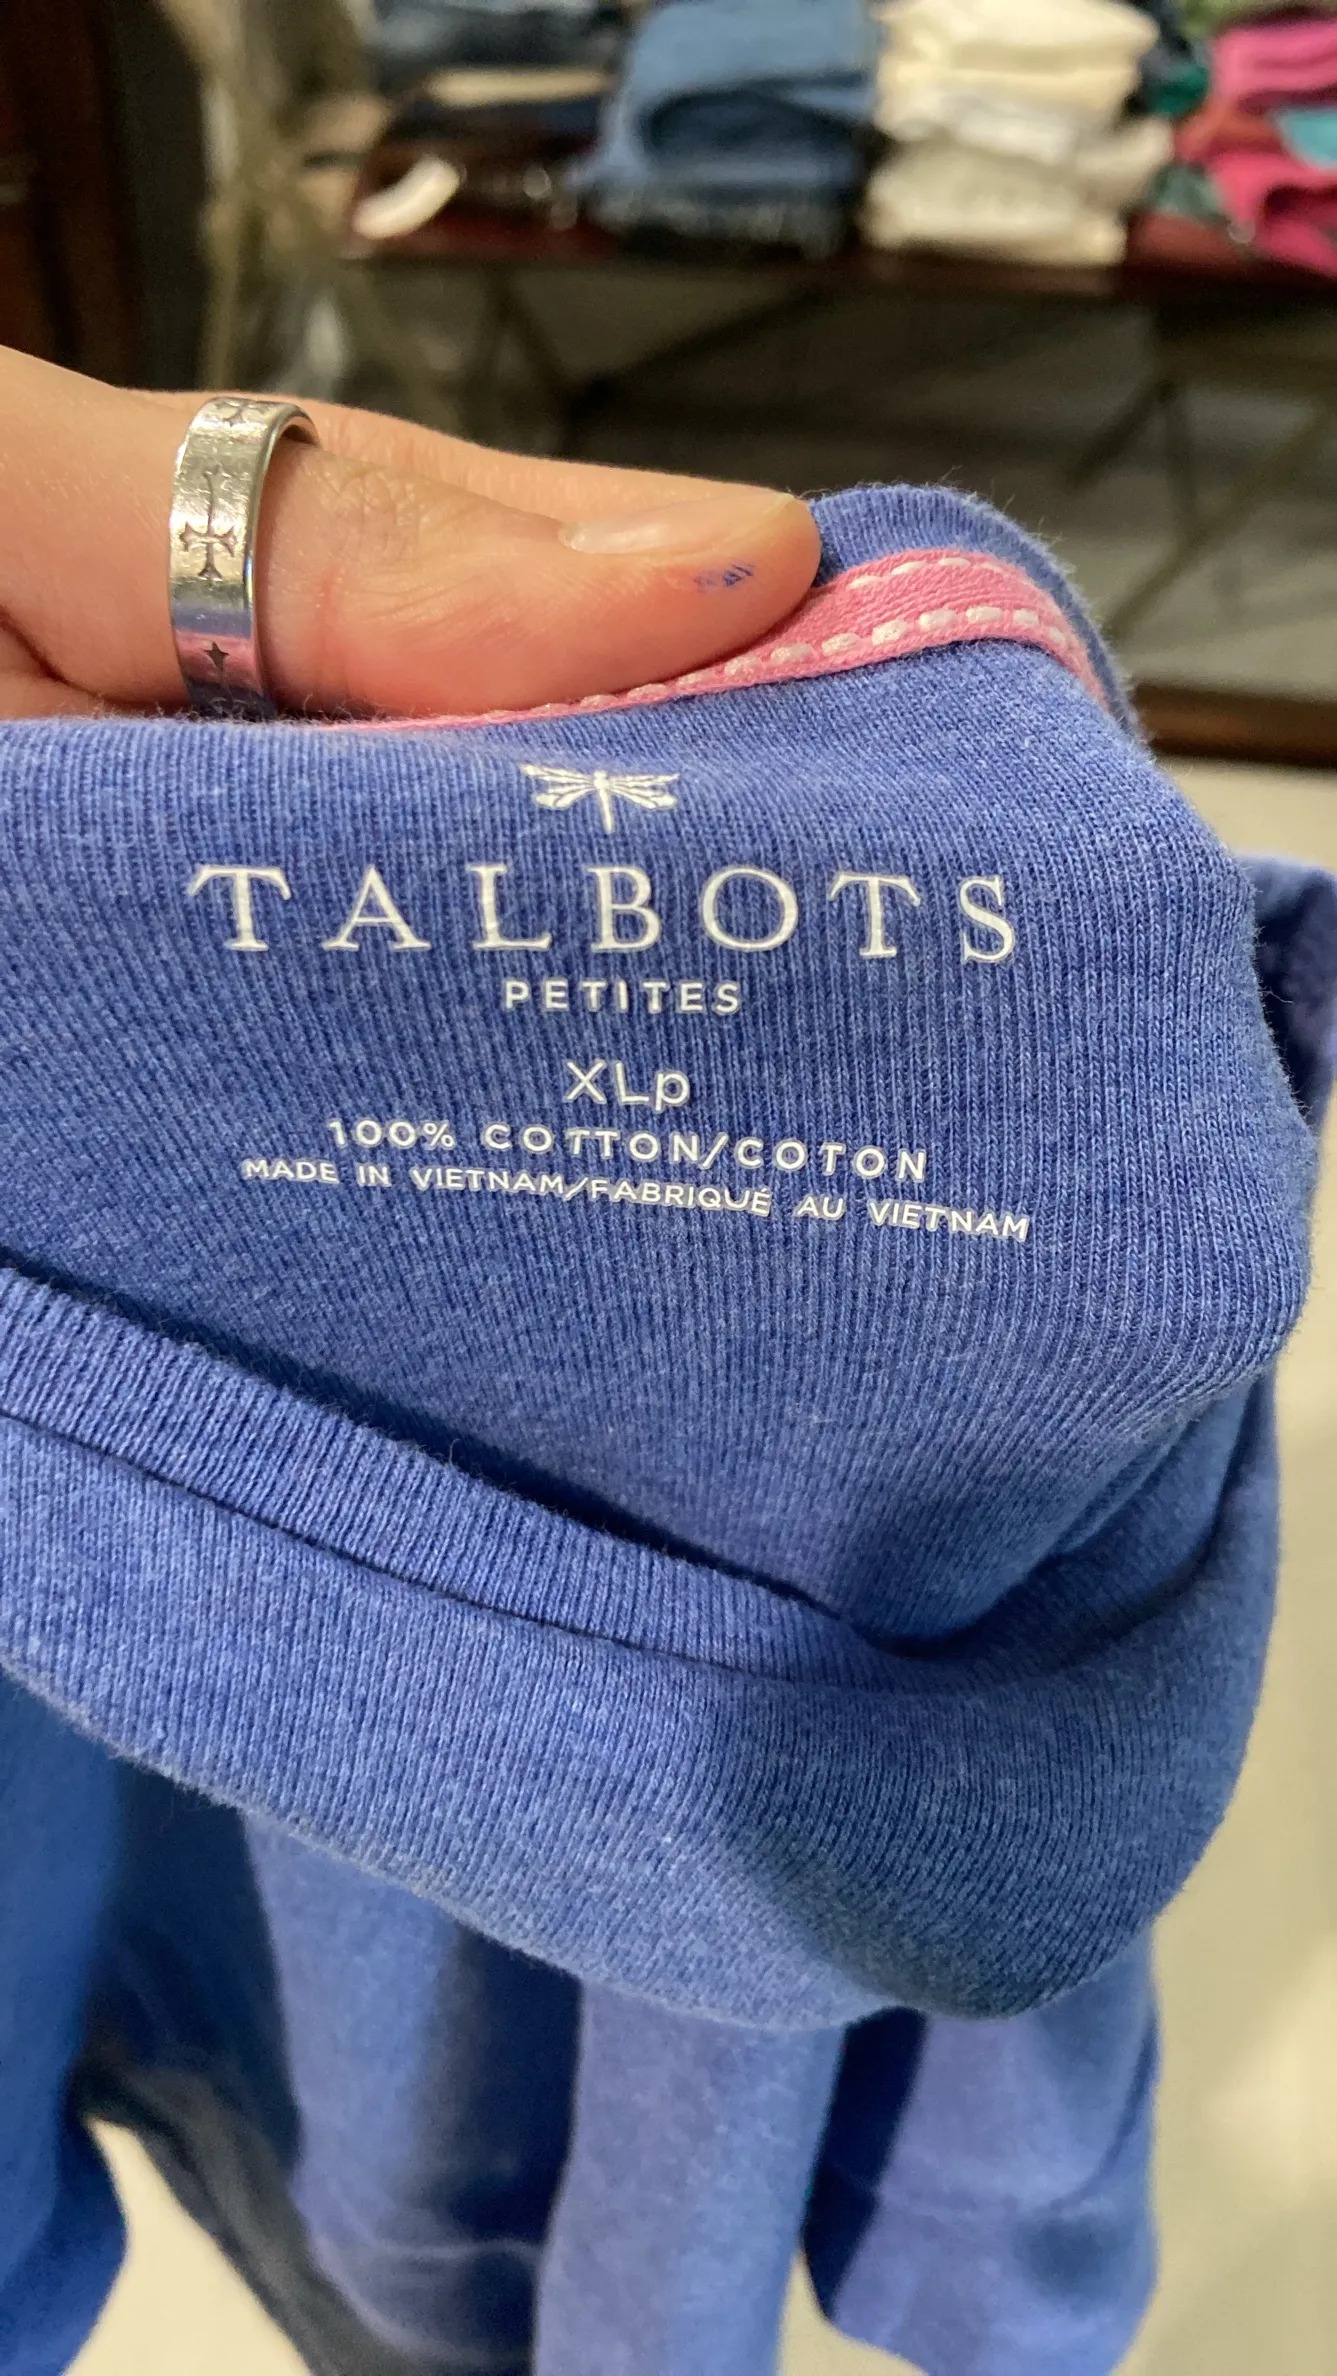 TALBOTS
PETITES
XLp
100% COTTON/COTON
MADE IN VIETNAM/FABRIQUÉ AU VIETNAM